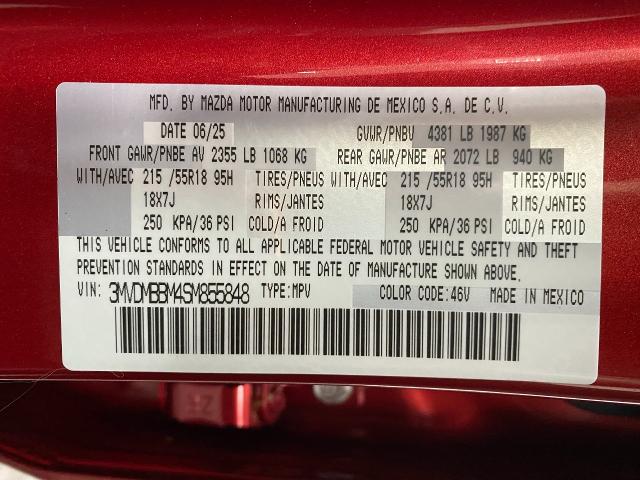 MFD. BY MAZDA MOTOR MANUFACTURING DE MEXICO S.A. DE C.V.
DATE 06/25 GVWR/PNBV 4381 LB 1987 KG
FRONT GAWR/PNBE AV 2355 LB 1068 KG REAR GAWR/PNBE AR 2072 LB 940 KG
WITH/AVEC 215 /55R18 95H TIRES/PNEUS WITH/AVEC 215 /55R18 95H TIRES/PNEUS
18X7J RIMS/JANTES 18X7J RIMS/JANTES
250 KPA/36 PSI COLD/A FROID 250 KPA/36 PSI COLD/A FROID
THIS VEHICLE CONFORMS TO ALL APPLICABLE FEDERAL MOTOR VEHICLE SAFETY AND THEFT
PREVENTION STANDARDS IN EFFECT ON THE DATE OF MANUFACTURE SHOWN ABOVE.
VIN: 3MVDMBBM4SM855848 TYPE:MPV COLOR CODE:46V MADE IN MEXICO